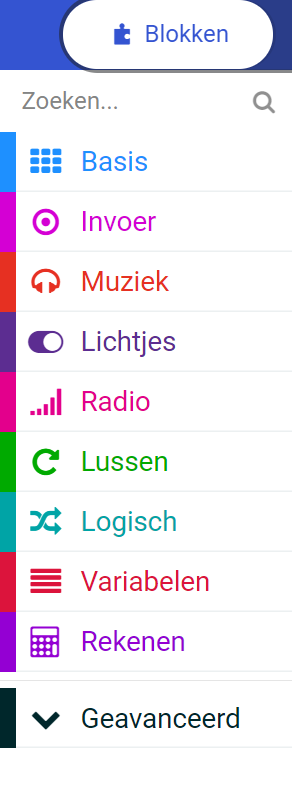 Blokken
Zoeken...
Basis
Invoer
Muziek
Lichtjes
Radio
Lussen
Logisch
Variabelen
Rekenen
Geavanceerd